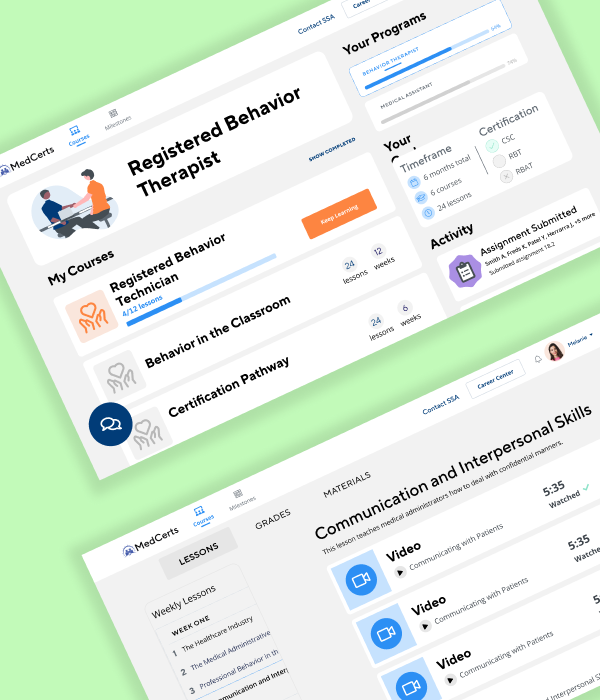 Contact SSA
Career
MedCerts
Courses
Milestones
Registered Behavior
Therapist
SHOW COMPLETED
My Courses
Registered Behavior
Technician
4/12 lessons
Keep Learning
24
lessons
12
weeks
Behavior in the Classroom
24
lessons
6
weeks
Certification Pathway
Your Programs
BEHAVIOR THERAPIST
MEDICAL ASSISTANT
Your
Timeframe
6 months total
6 courses
24 lessons
Certification
CSC
RBT
RBAT
Activity
Assignment Submitted
Smith A, Freds K, Patel Y, Herrarra J, +5 more
Submitted assignment 1B.2
Contact SSA
Career Center
Melanie
MedCerts
Courses
Milestones
LESSONS
GRADES
MATERIALS
Weekly Lessons
WEEK ONE
1 The Healthcare Industry
2 The Medical Administrative
3 Professional Behavior in th
Communication and Interpersonal Skills
This lesson teaches medical administrators how to deal with confidential manners.
Video
Communicating with Patients
5:35
Watched
Video
Communicating with Patients
5:35
Watche
Video
Communicating with Patients
5:35